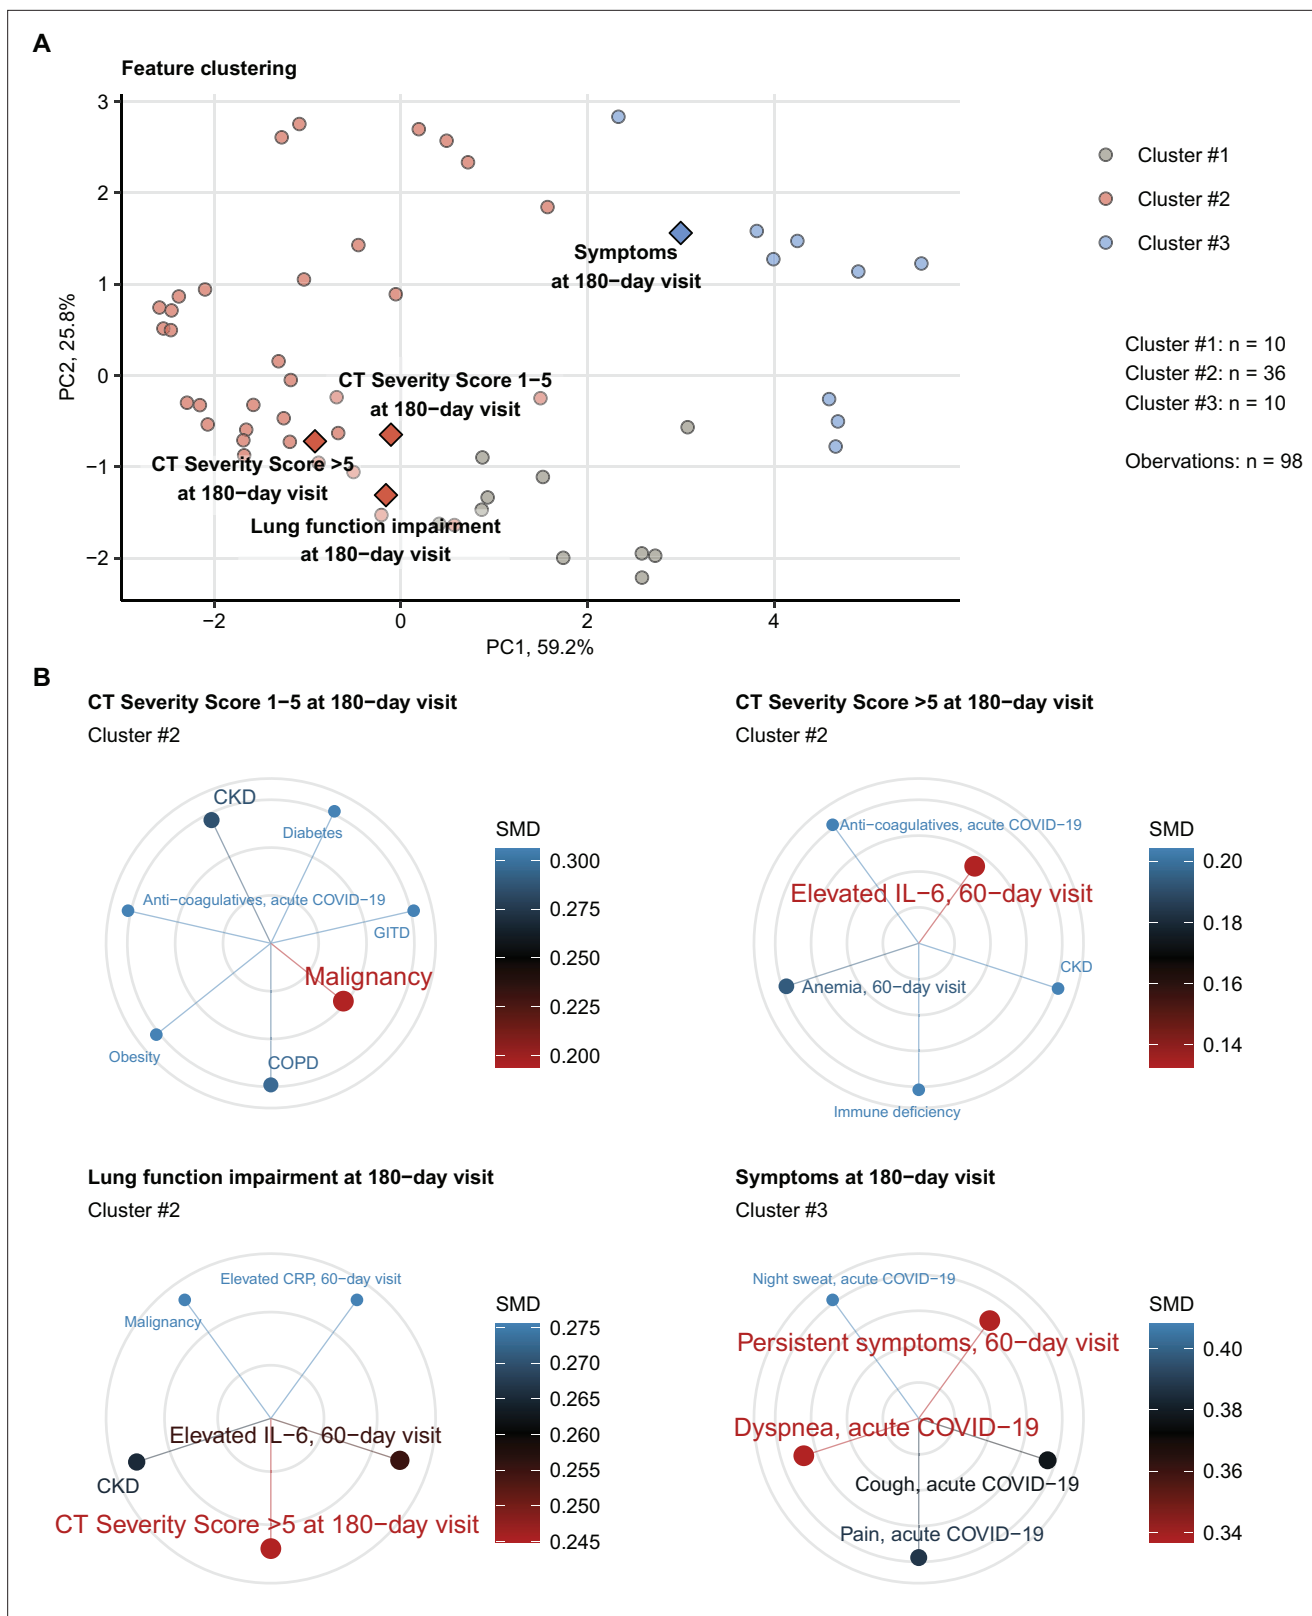 A
Feature clustering
3
2
1
0
−1
−2
PC2, 25.8%
−2
0
2
4
PC1, 59.2%
Symptoms
at 180−day visit
CT Severity Score 1−5
at 180−day visit
CT Severity Score >5
at 180−day visit
Lung function impairment
at 180−day visit
Cluster #1
Cluster #2
Cluster #3
Cluster #1: n = 10
Cluster #2: n = 36
Cluster #3: n = 10
Obervations: n = 98
B
CT Severity Score 1−5 at 180−day visit
Cluster #2
CKD
Diabetes
Anti−coagulatives, acute COVID−19
GITD
Malignancy
Obesity
COPD
SMD
0.300
0.275
0.250
0.225
0.200
CT Severity Score >5 at 180−day visit
Cluster #2
Anti−coagulatives, acute COVID−19
Elevated IL−6, 60−day visit
CKD
Anemia, 60−day visit
Immune deficiency
SMD
0.20
0.18
0.16
0.14
Lung function impairment at 180−day visit
Cluster #2
Elevated CRP, 60−day visit
Malignancy
Elevated IL−6, 60−day visit
CKD
CT Severity Score >5 at 180−day visit
SMD
0.275
0.270
0.265
0.260
0.255
0.250
0.245
Symptoms at 180−day visit
Cluster #3
Night sweat, acute COVID−19
Persistent symptoms, 60−day visit
Dyspnea, acute COVID−19
Cough, acute COVID−19
Pain, acute COVID−19
SMD
0.40
0.38
0.36
0.34